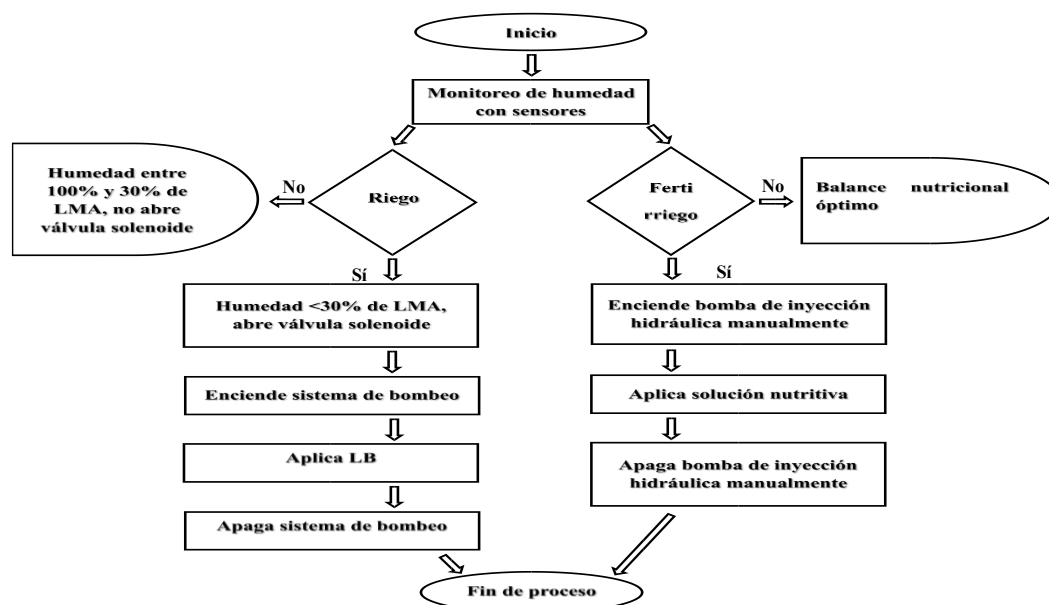 Inicio
Monitoreo de humedad
con sensores
Humedad entre
100% y 30% de
LMA, no abre
válvula solenoide
No
Riego
Ferti
rriego
No
Balance nutricional
óptimo
Sí
Sí
Humedad <30% de LMA,
abre válvula solenoide
Enciende bomba de inyección
hidráulica manualmente
Enciende sistema de bombeo
Aplica solución nutritiva
Aplica LB
Apaga bomba de inyección
hidráulica manualmente
Apaga sistema de bombeo
Fin de proceso